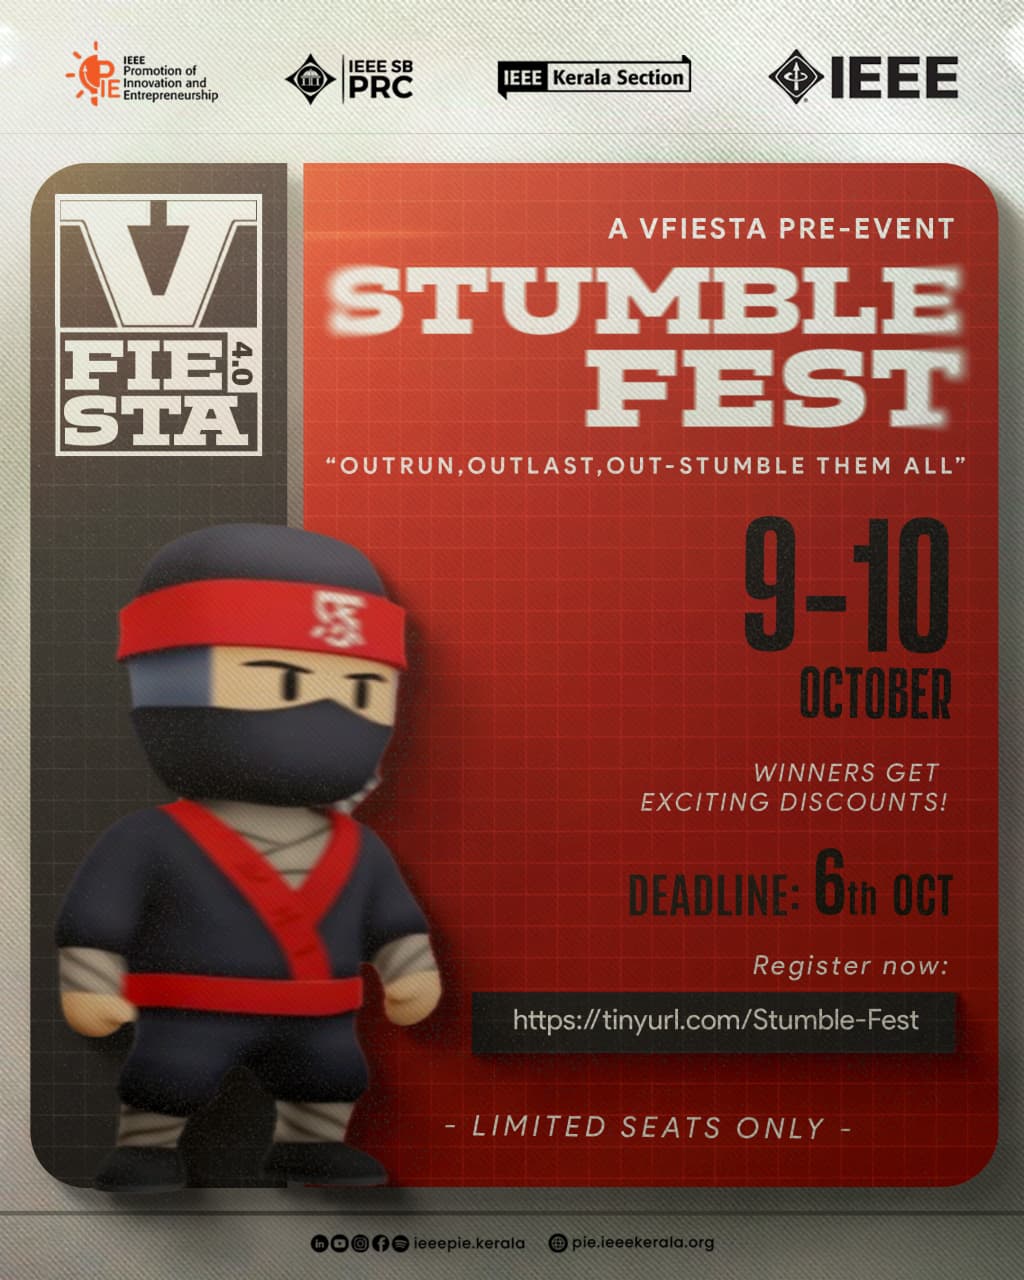 IEEE
Promotion of
Innovation and
Entrepreneurship
PIE
IEEE SB
PRC
IEEE Kerala Section
IEEE
V
FIE
STA
4.0
A VFIESTA PRE-EVENT
STUMBLE
FEST
“OUTRUN,OUTLAST,OUT-STUMBLE THEM ALL”
9-10
OCTOBER
WINNERS GET
EXCITING DISCOUNTS!
DEADLINE: 6th OCT
Register now:
https://tinyurl.com/Stumble-Fest
- LIMITED SEATS ONLY -
ieeepie.kerala
pie.ieeekerala.org